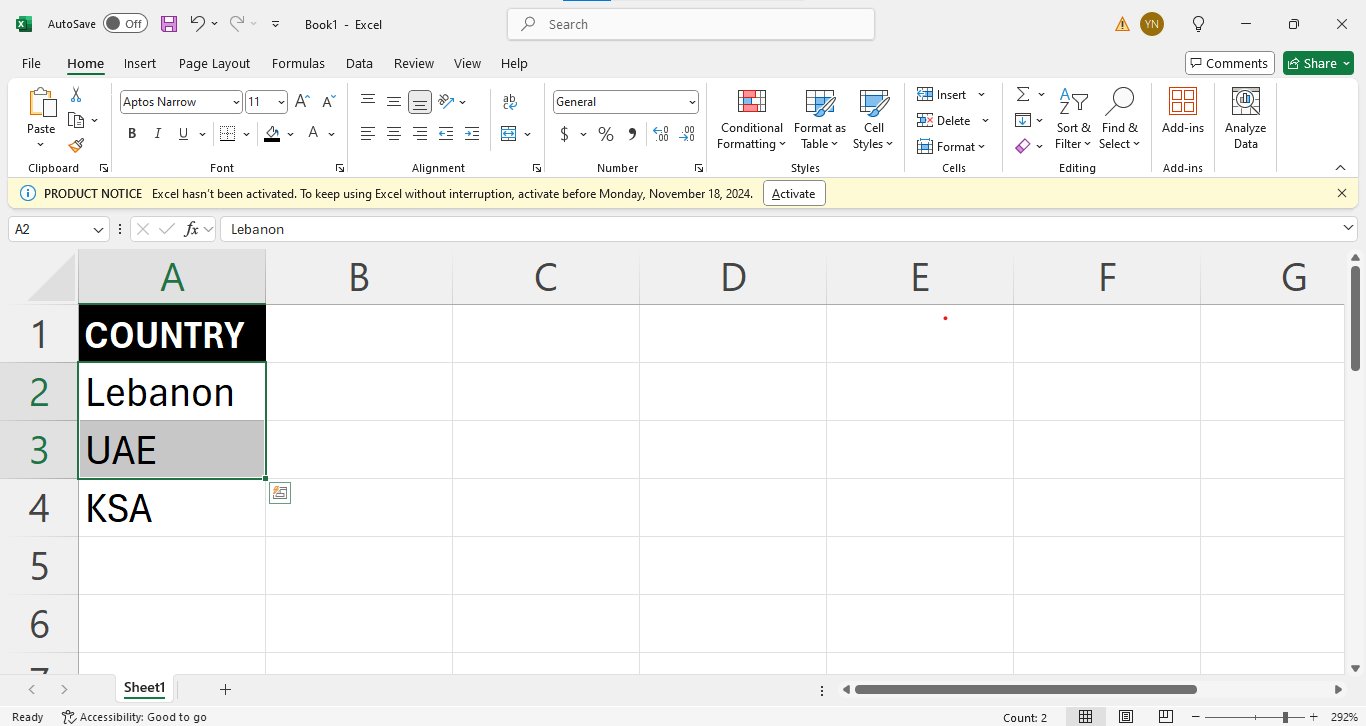 AutoSave Off Book1 - Excel Search YN
File Home Insert Page Layout Formulas Data Review View Help Comments Share
Paste Aptos Narrow 11 ab General Conditional Formatting Format as Table Cell Styles Insert Delete Format Sort & Filter Find & Select Add-ins Analyze Data
B I U A $ % 9 .00
Clipboard Font Alignment Number Styles Cells Editing Add-ins
PRODUCT NOTICE Excel hasn't been activated. To keep using Excel without interruption, activate before Monday, November 18, 2024. Activate
A2 fx Lebanon
A B C D E F G
1 COUNTRY
2 Lebanon
3 UAE
4 KSA
5
6
7
Sheet1
Ready Accessibility: Good to go Count: 2 292%